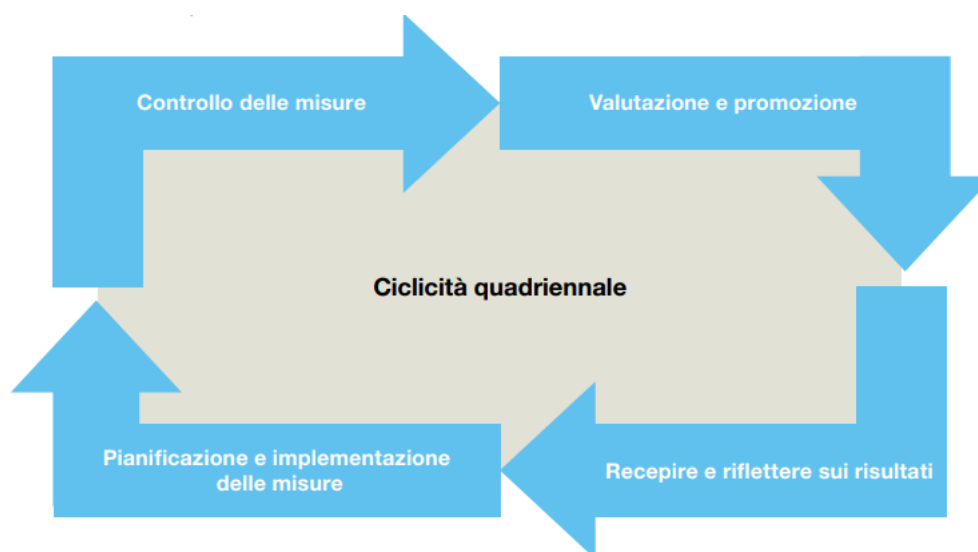 Controllo delle misure
Valutazione e promozione
Ciclicità quadriennale
Pianificazione e implementazione
delle misure
Recepire e riflettere sui risultati